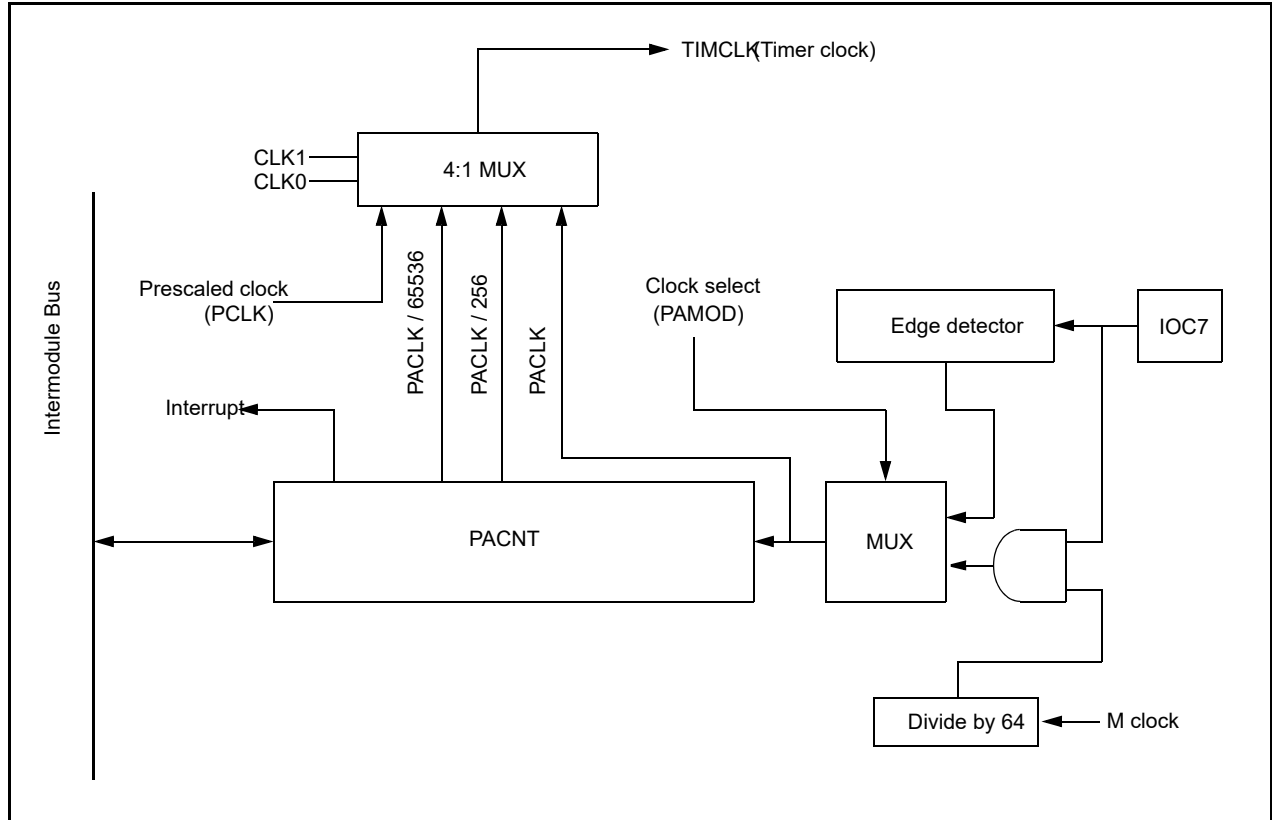 TIMCLK (Timer clock)
CLK1
CLK0
4:1 MUX
Intermodule Bus
Prescaled clock
(PCLK)
PACLK / 65536
PACLK / 256
PACLK
Clock select
(PAMOD)
Edge detector
IOC7
Interrupt
PACNT
MUX
Divide by 64
M clock